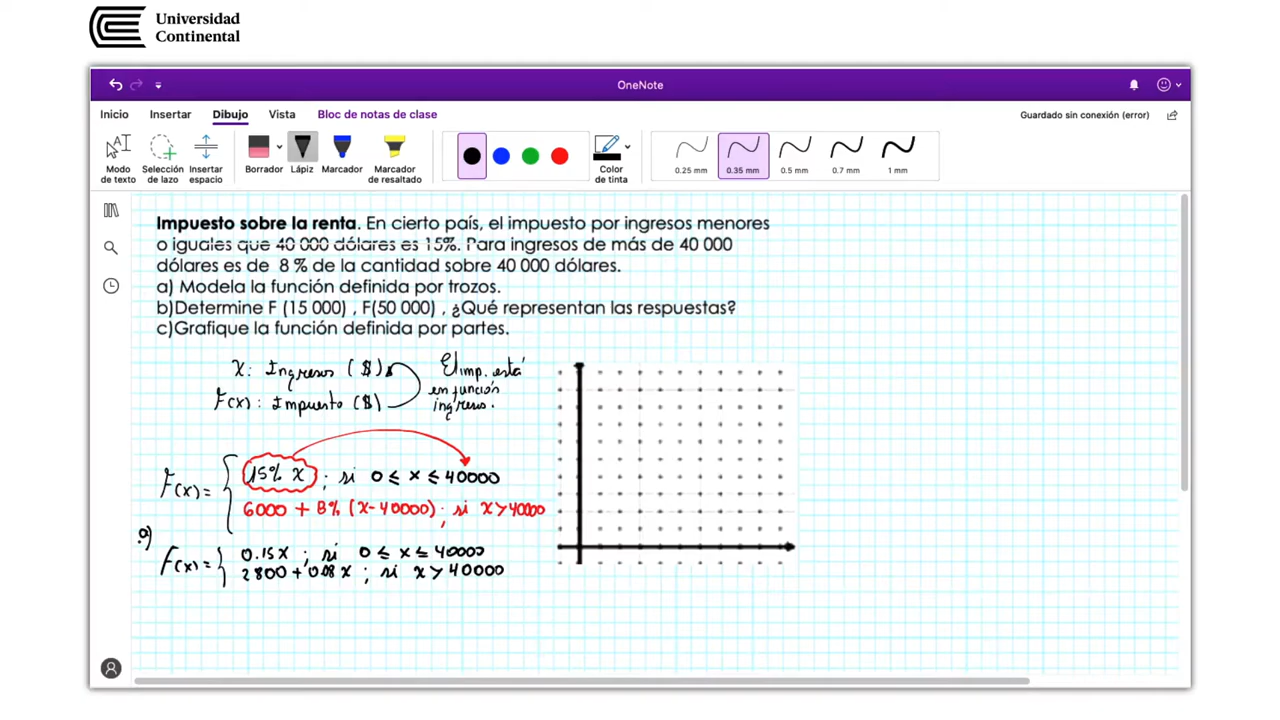 Universidad
Continental
OneNote
Inicio Insertar Dibujo Vista Bloc de notas de clase
Guardado sin conexión (error)
Modo de texto
Selección de lazo
Insertar espacio
Borrador
Lápiz
Marcador
Marcador de resaltado
Color de tinta
0.25 mm 0.35 mm 0.5 mm 0.7 mm 1 mm
Impuesto sobre la renta. En cierto país, el impuesto por ingresos menores
o iguales que 40 000 dólares es 15%. Para ingresos de más de 40 000
dólares es de 8 % de la cantidad sobre 40 000 dólares.
a) Modela la función definida por trozos.
b)Determine F (15 000) , F(50 000) , ¿Qué representan las respuestas?
c)Grafique la función definida por partes.
x: Ingresos ($)
F(x): Impuesto ($)
El imp. está
en función
ingresos.
F(x) = { 15% x ; si 0 ≤ x ≤ 40000
6000 + 8% (x-40000) ; si x > 40000
a)
F(x) = { 0.15x ; si 0 ≤ x ≤ 40000
2800 + 0.08x ; si x > 40000